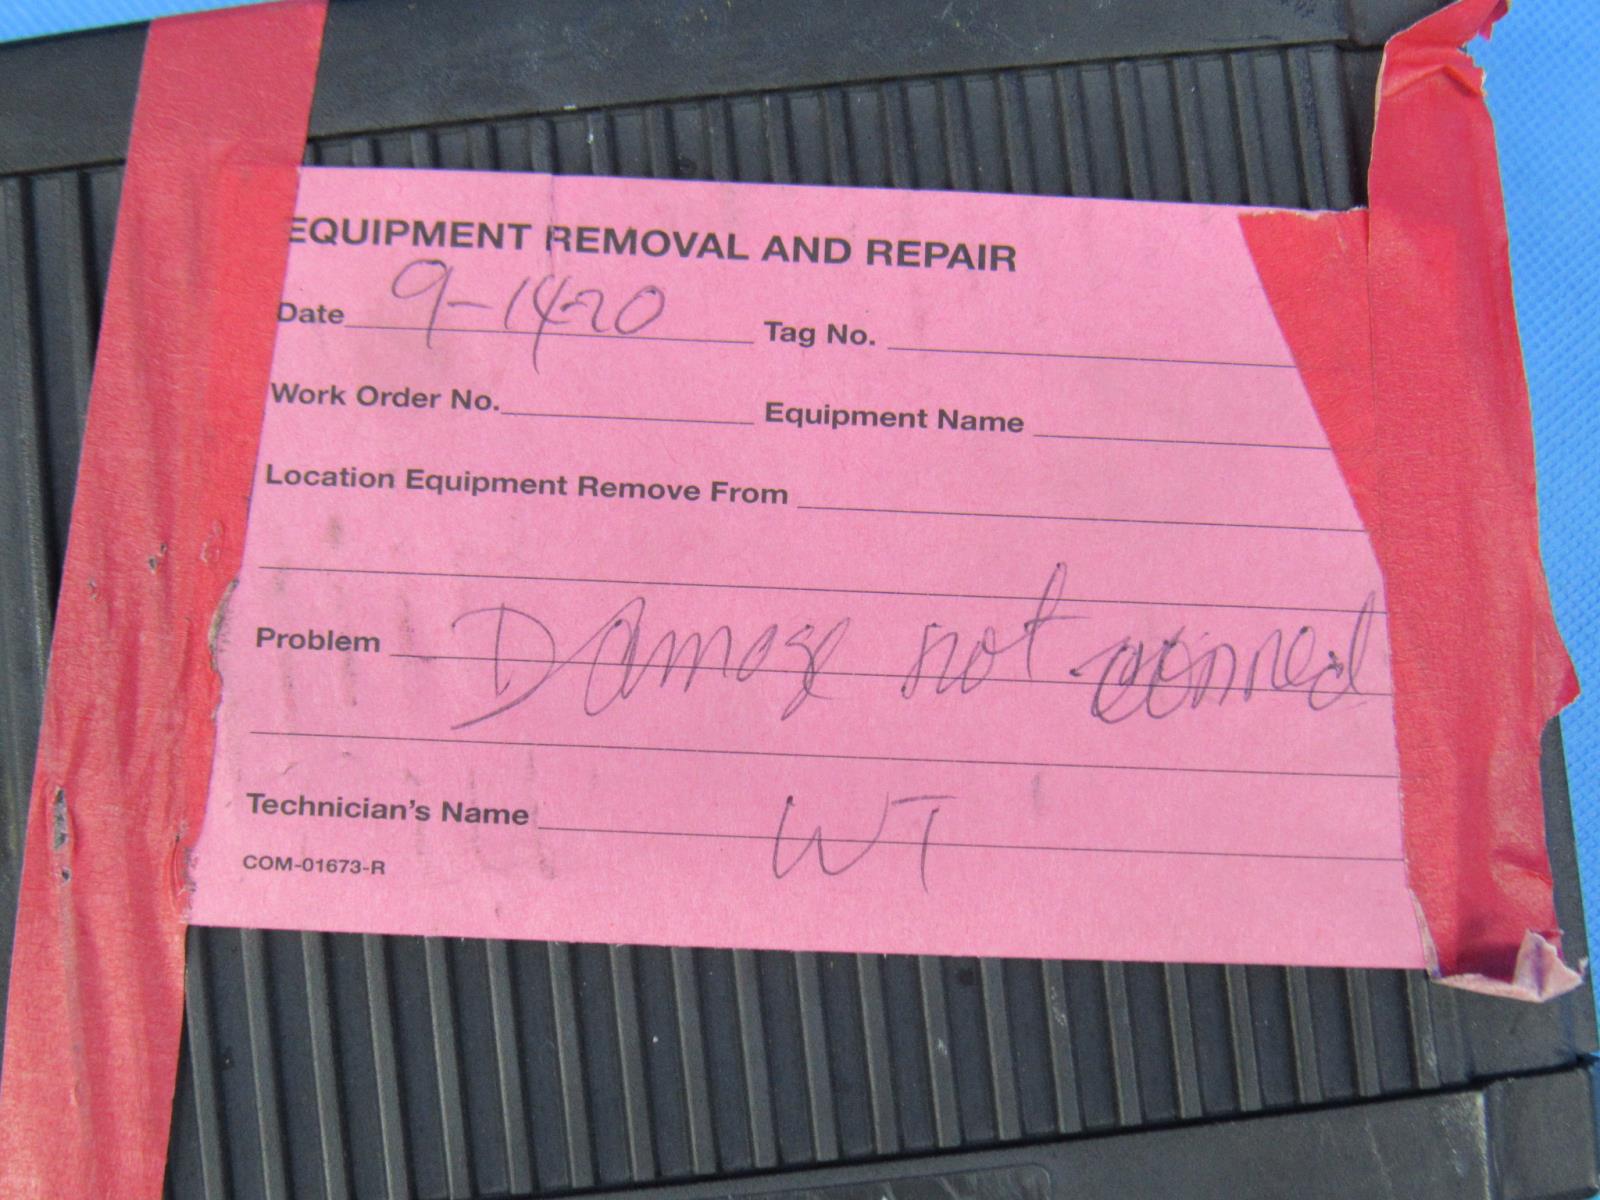 EQUIPMENT REMOVAL AND REPAIR
Date 9-14-20 Tag No.
Work Order No. Equipment Name
Location Equipment Remove From
Problem Damage not
Technician's Name WT
COM-01673-R